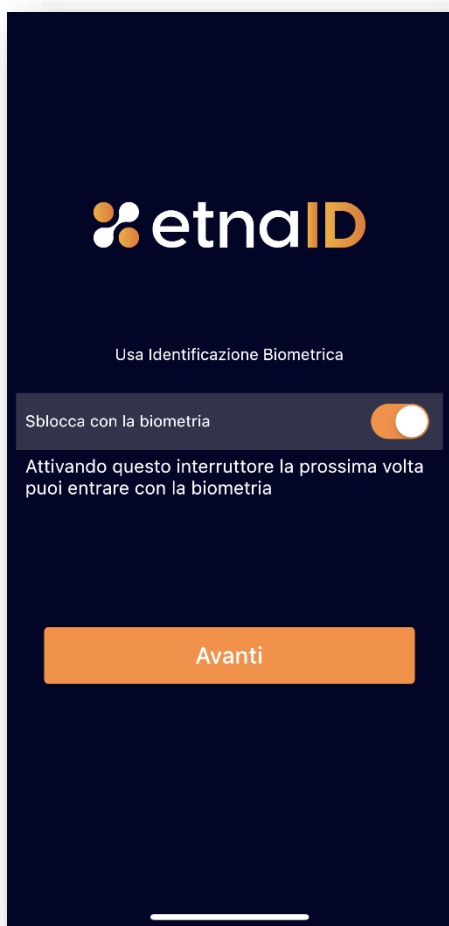 etnaID
Usa Identificazione Biometrica
Sblocca con la biometria
Attivando questo interruttore la prossima volta
puoi entrare con la biometria
Avanti